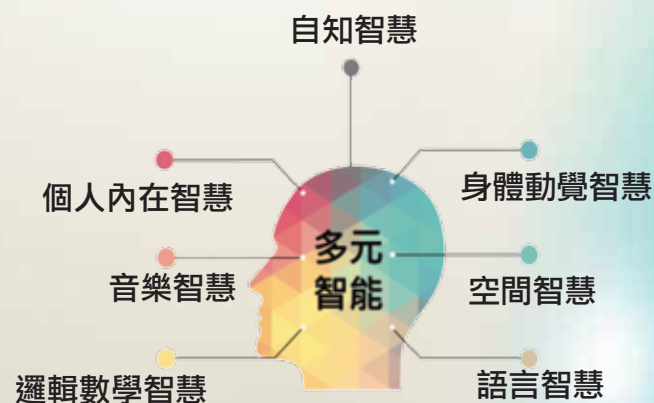 自知智慧
個人內在智慧
身體動覺智慧
多元
智能
音樂智慧
空間智慧
邏輯數學智慧
語言智慧